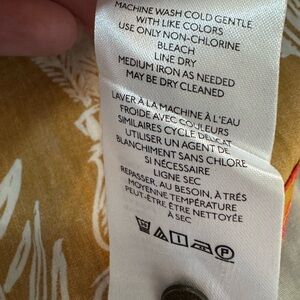 MACHINE WASH COLD GENTLE
WITH LIKE COLORS
USE ONLY NON-CHLORINE
BLEACH
LINE DRY
MEDIUM IRON AS NEEDED
MAY BE DRY CLEANED
LAVER À LA MACHINE À L'EAU
FROIDE AVEC COULEURS
SIMILAIRES CYCLE DELICAT
UTILISER UN AGENT DE
BLANCHIMENT SANS CHLORE
SI NÉCESSAIRE
LIGNE SEC
REPASSER, AU BESOIN, À TRÉS
MOYENNE TEMPÉRATURE
PEUT-ÊTRE ÊTRE NETTOYÉE
À SEC
P